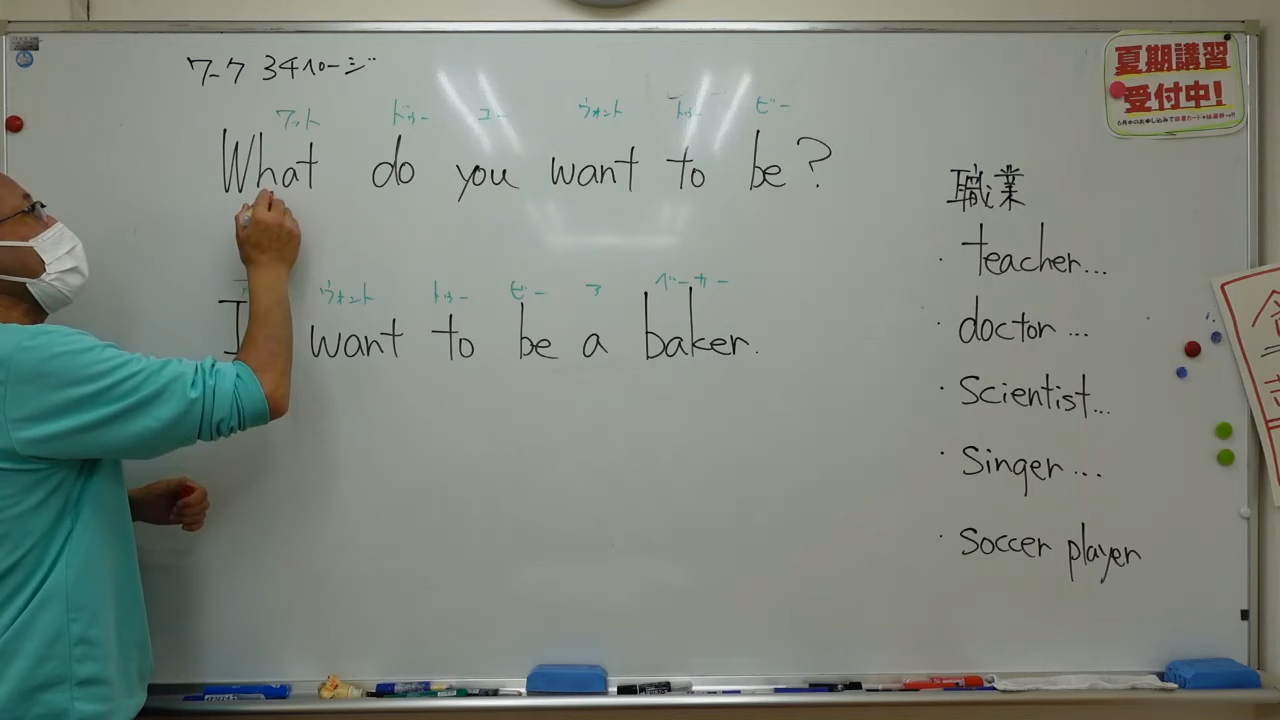 ワーク 34ページ
ワット ドゥー ユー ウォント トゥー ビー
What do you want to be?
ウォント トゥー ビー ア ベーカー
I want to be a baker.
職業
・teacher...
・doctor...
・scientist...
・singer...
・soccer player
夏期講習
受付中!